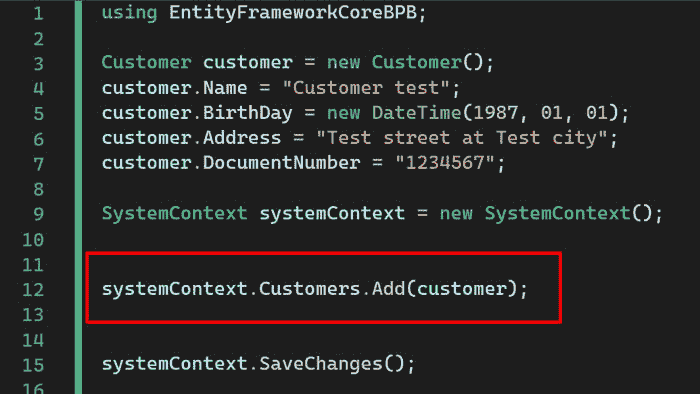 1 using EntityFrameworkCoreBPB;
2
3 Customer customer = new Customer();
4 customer.Name = "Customer test";
5 customer.BirthDay = new DateTime(1987, 01, 01);
6 customer.Address = "Test street at Test city";
7 customer.DocumentNumber = "1234567";
8
9 SystemContext systemContext = new SystemContext();
10
11
12 systemContext.Customers.Add(customer);
13
14
15 systemContext.SaveChanges();
16